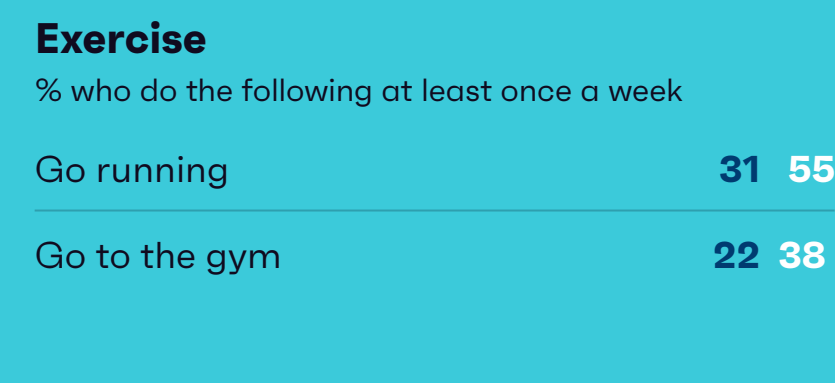 Exercise
% who do the following at least once a week
Go running 31 55
Go to the gym 22 38